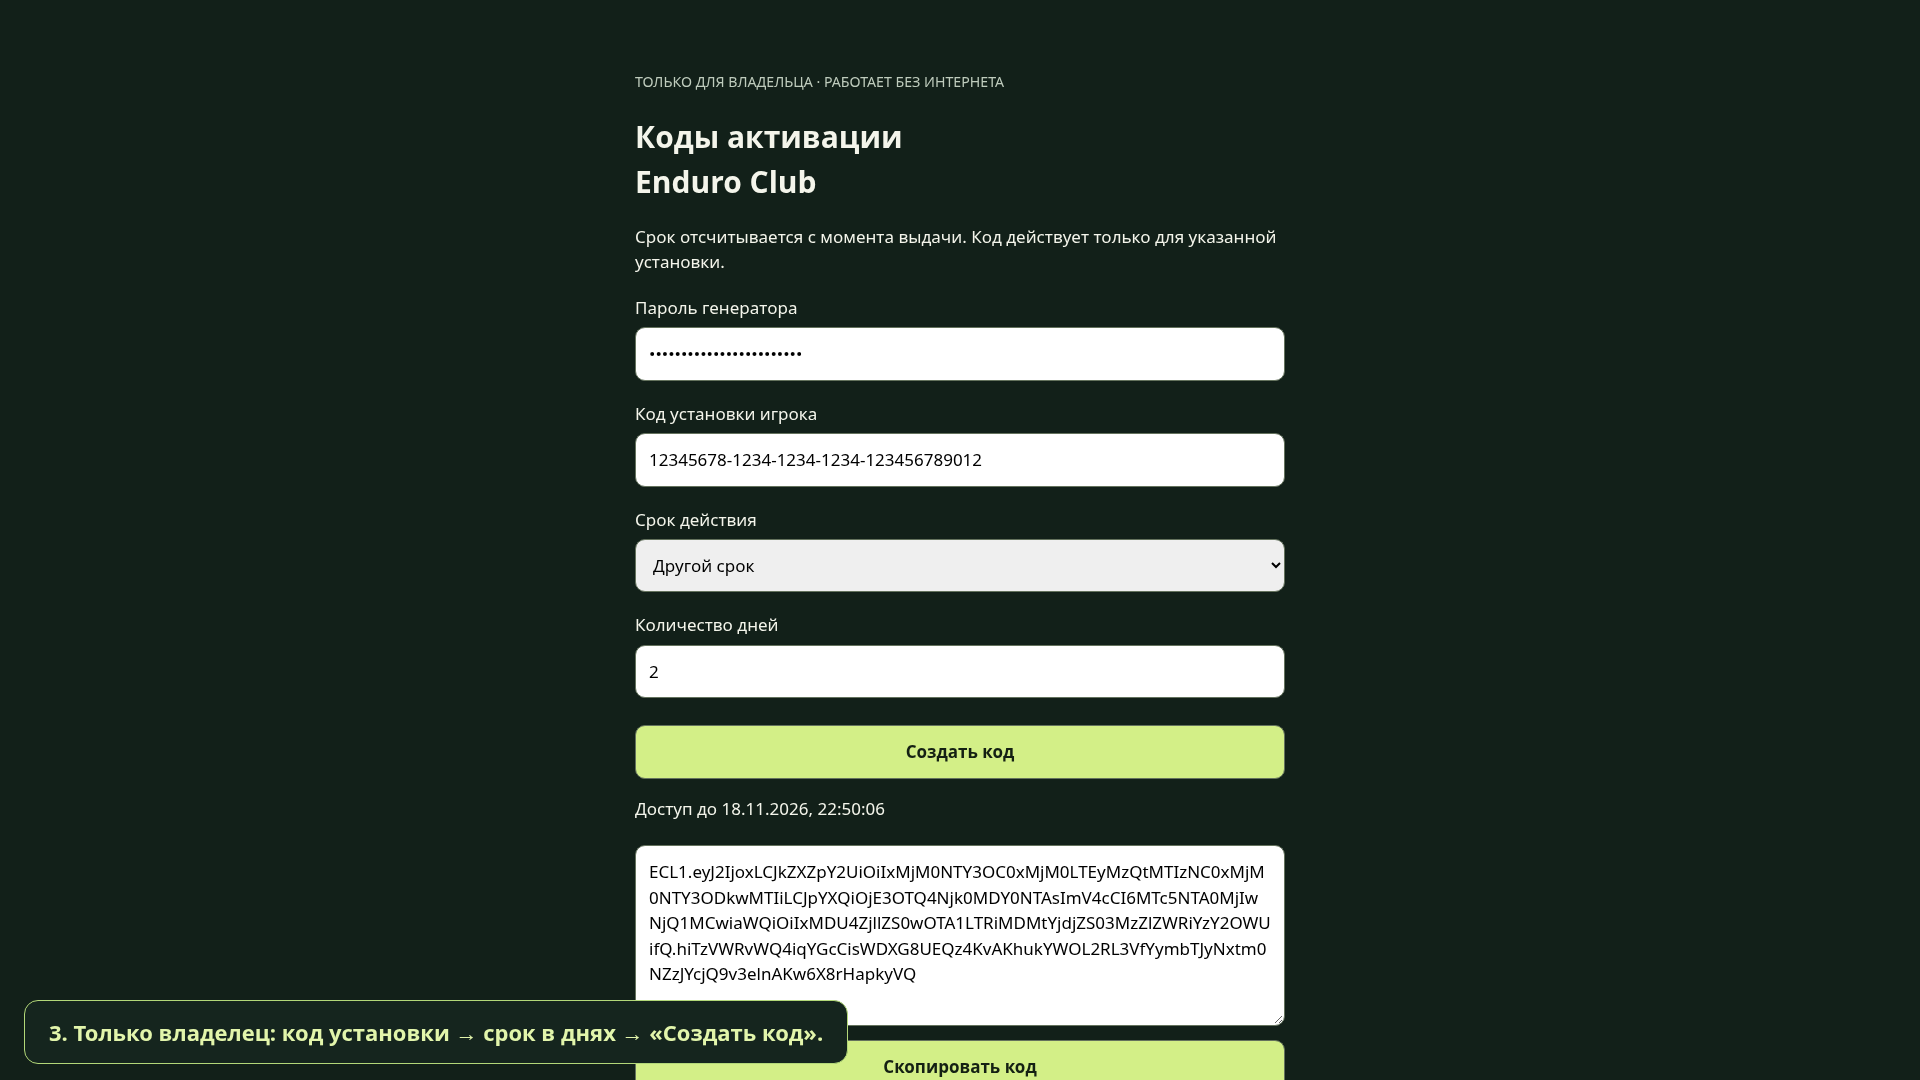 ТОЛЬКО ДЛЯ ВЛАДЕЛЬЦА · РАБОТАЕТ БЕЗ ИНТЕРНЕТА
Коды активации
Enduro Club
Срок отсчитывается с момента выдачи. Код действует только для указанной
установки.
Пароль генератора
••••••••••••••••••••••••
Код установки игрока
12345678-1234-1234-1234-123456789012
Срок действия
Другой срок
Количество дней
2
Создать код
Доступ до 18.11.2026, 22:50:06
ECL1.eyJ2IjoxLCJkZXZpY2UiOiIxMjM0NTY3OC0xMjM0LTEyMzQtMTIzNC0xMjM
0NTY3ODkwMTIiLCJpYXQiOjE3OTQ4Njk0MDY0NTAsImV4cCI6MTc5NTA0MjIw
NjQ1MCwiaWQiOiIxMDU4ZjllZS0wOTA1LTRiMDMtYjdjZS03MzZlZWRiYzY2OWU
ifQ.hiTzVWRvWQ4iqYGcCisWDXG8UEQz4KvAKhukYWOL2RL3VfYymbTJyNxtm0
NZzJYcjQ9v3elnAKw6X8rHapkyVQ
3. Только владелец: код установки → срок в днях → «Создать код».
Скопировать код